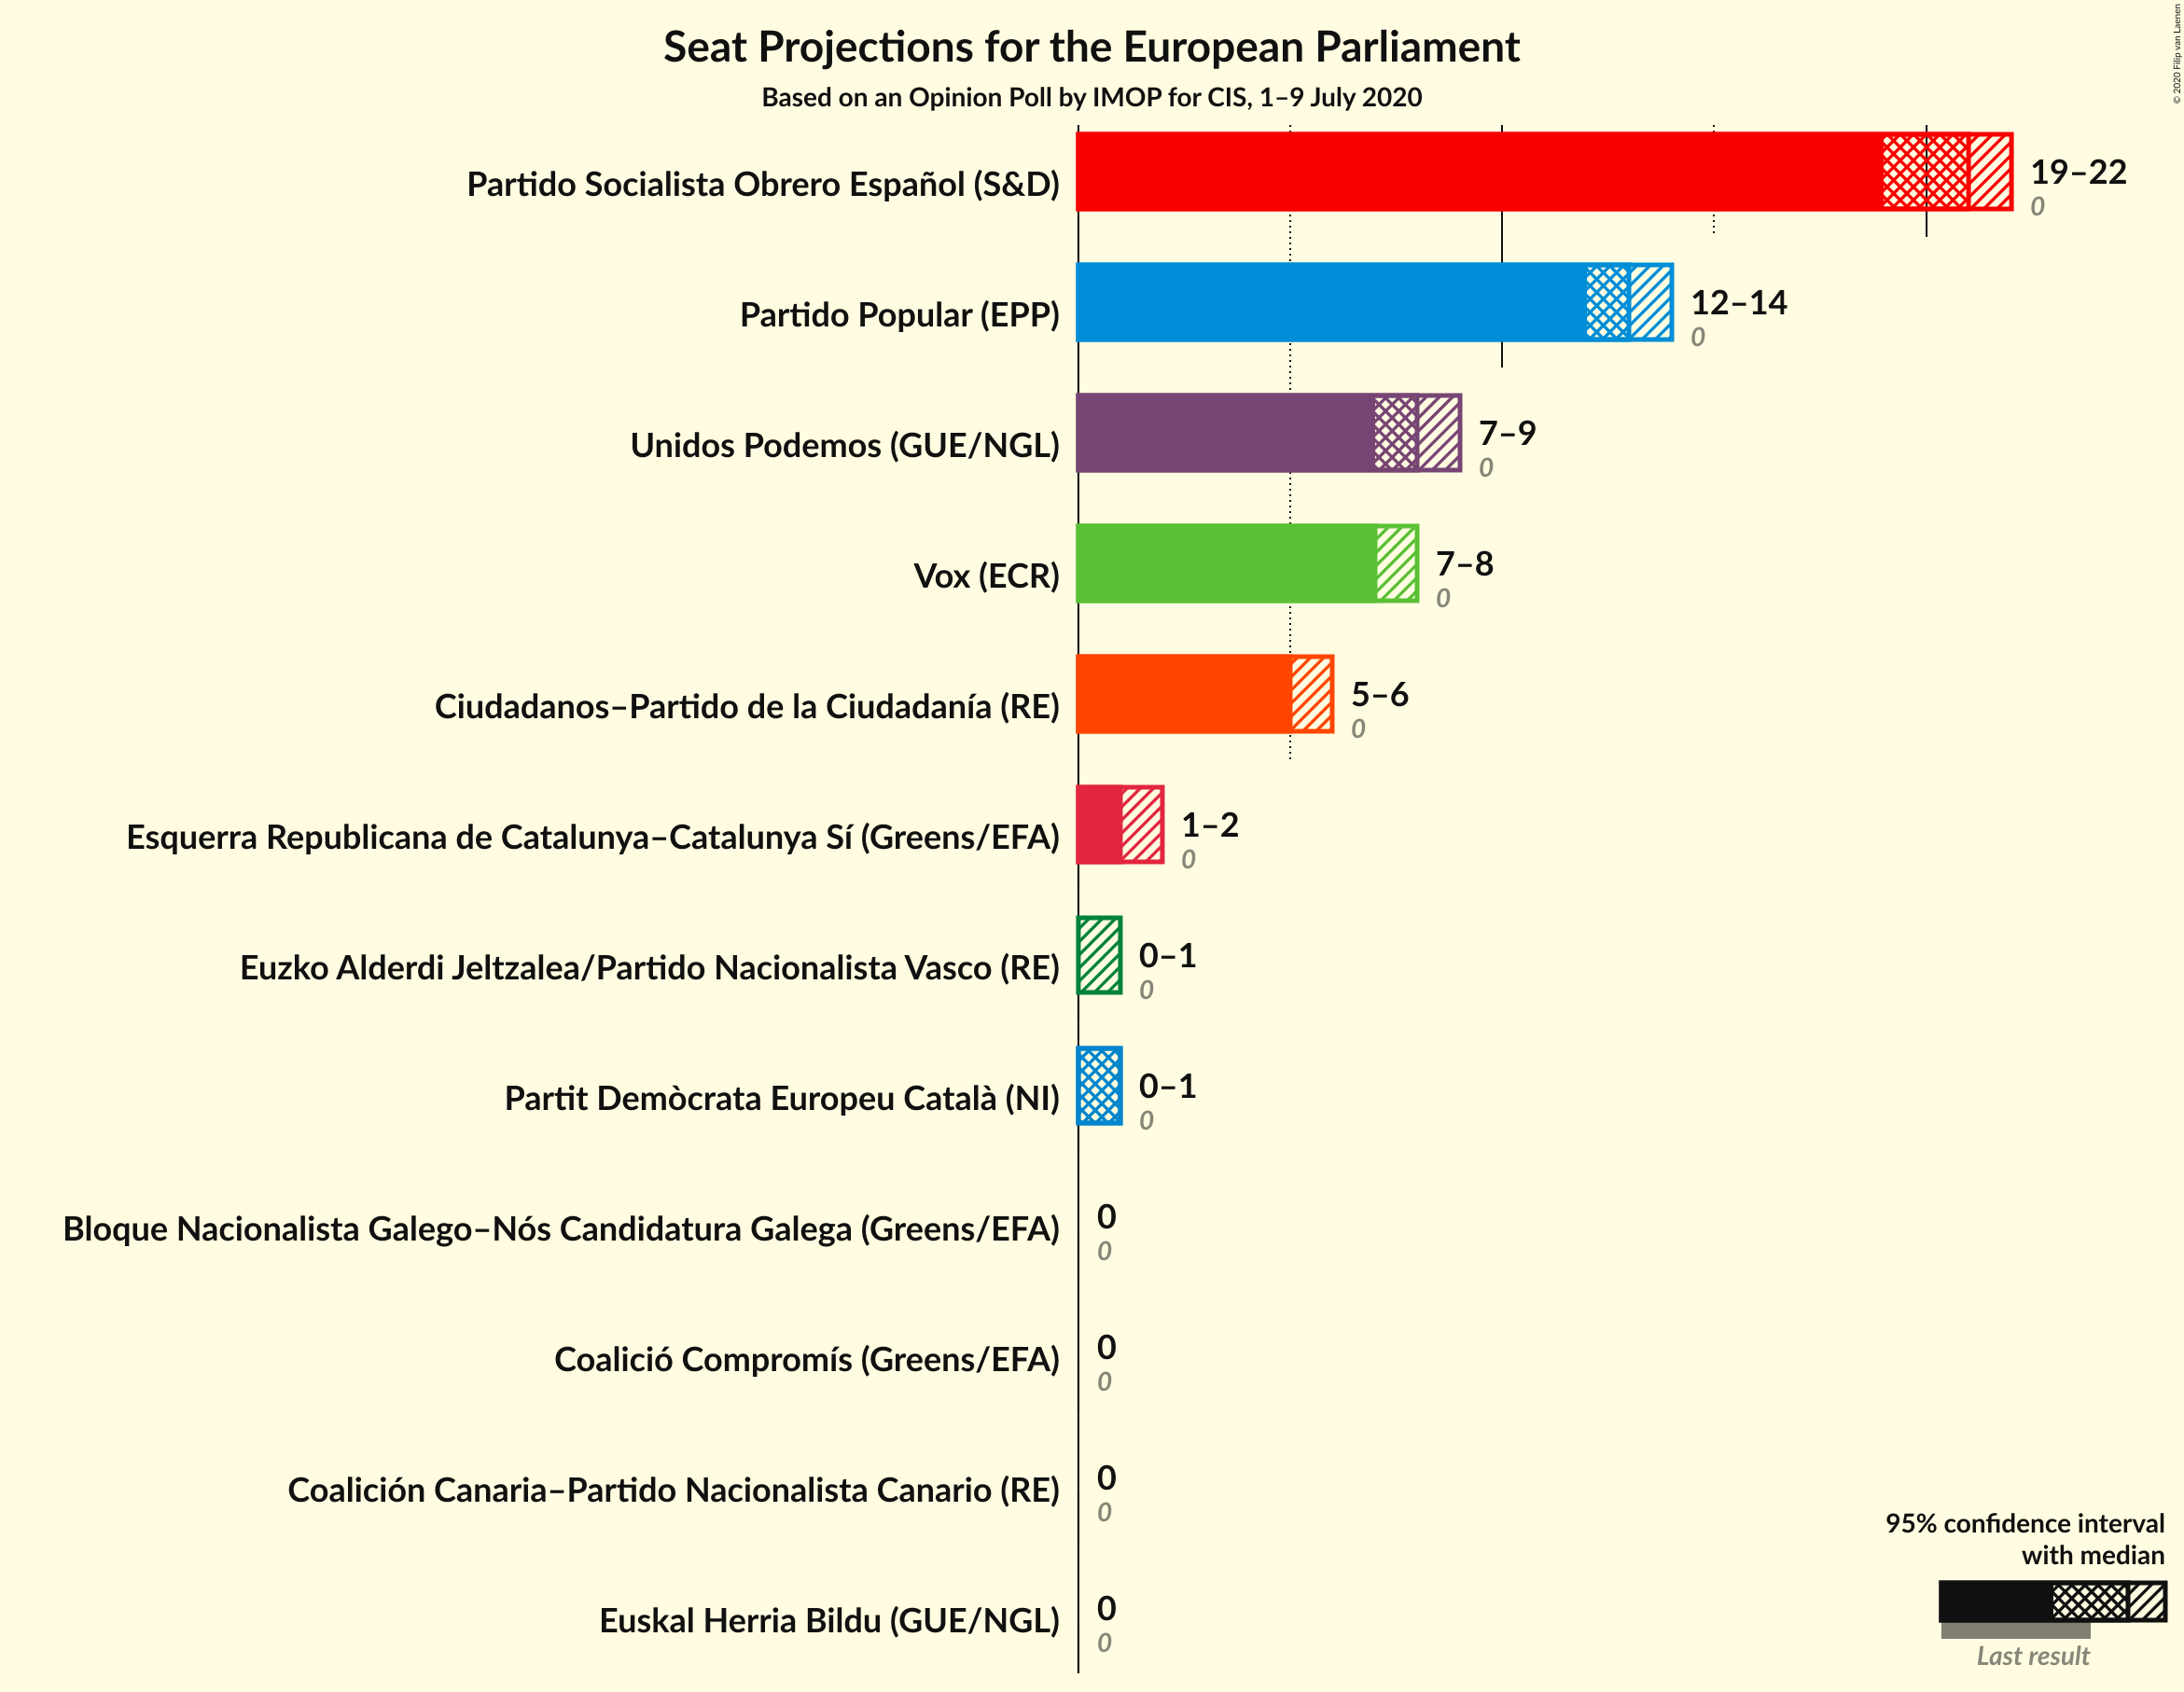 Seat Projections for the European Parliament
Based on an Opinion Poll by IMOP for CIS, 1–9 July 2020
© 2020 Filip van Laenen
Partido Socialista Obrero Español (S&D)
19–22
0
Partido Popular (EPP)
12–14
0
Unidos Podemos (GUE/NGL)
7–9
0
Vox (ECR)
7–8
0
Ciudadanos–Partido de la Ciudadanía (RE)
5–6
0
Esquerra Republicana de Catalunya–Catalunya Sí (Greens/EFA)
1–2
0
Euzko Alderdi Jeltzalea/Partido Nacionalista Vasco (RE)
0–1
0
Partit Demòcrata Europeu Català (NI)
0–1
0
Bloque Nacionalista Galego–Nós Candidatura Galega (Greens/EFA)
0
0
Coalició Compromís (Greens/EFA)
0
0
Coalición Canaria–Partido Nacionalista Canario (RE)
0
0
Euskal Herria Bildu (GUE/NGL)
0
0
95% confidence interval
with median
Last result